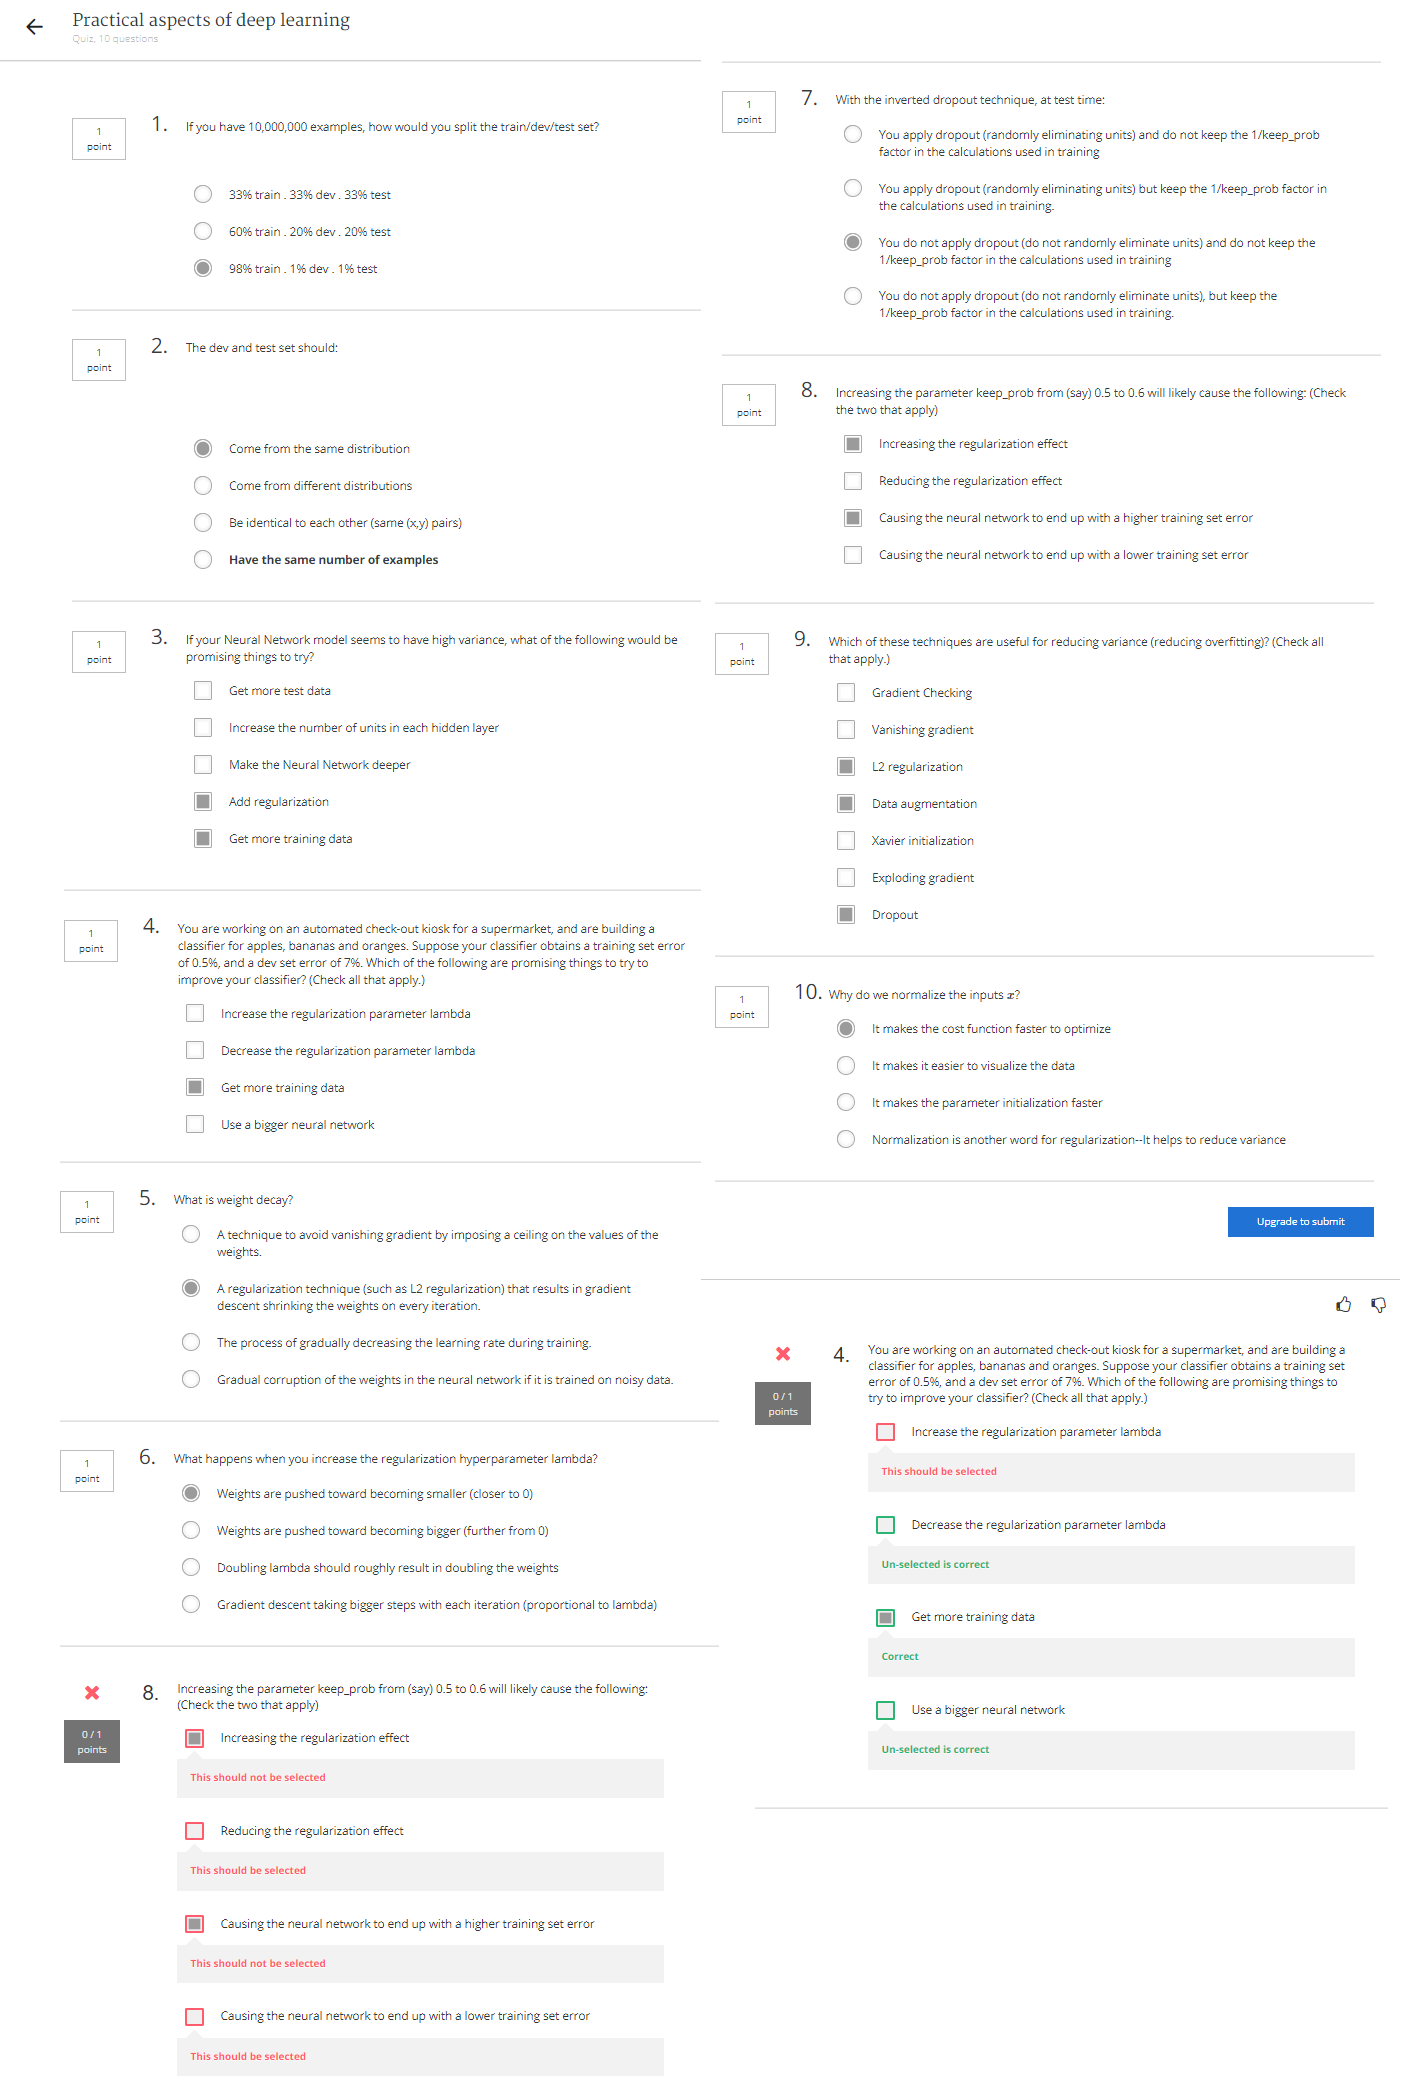 Practical aspects of deep learning
Quiz, 10 questions
1
point
1. If you have 10,000,000 examples, how would you split the train/dev/test set?
33% train . 33% dev . 33% test
60% train . 20% dev . 20% test
98% train . 1% dev . 1% test
1
point
2. The dev and test set should:
Come from the same distribution
Come from different distributions
Be identical to each other (same (x,y) pairs)
Have the same number of examples
1
point
3. If your Neural Network model seems to have high variance, what of the following would be
promising things to try?
Get more test data
Increase the number of units in each hidden layer
Make the Neural Network deeper
Add regularization
Get more training data
1
point
4. You are working on an automated check-out kiosk for a supermarket, and are building a
classifier for apples, bananas and oranges. Suppose your classifier obtains a training set error
of 0.5%, and a dev set error of 7%. Which of the following are promising things to try to
improve your classifier? (Check all that apply.)
Increase the regularization parameter lambda
Decrease the regularization parameter lambda
Get more training data
Use a bigger neural network
1
point
5. What is weight decay?
A technique to avoid vanishing gradient by imposing a ceiling on the values of the
weights.
A regularization technique (such as L2 regularization) that results in gradient
descent shrinking the weights on every iteration.
The process of gradually decreasing the learning rate during training.
Gradual corruption of the weights in the neural network if it is trained on noisy data.
1
point
6. What happens when you increase the regularization hyperparameter lambda?
Weights are pushed toward becoming smaller (closer to 0)
Weights are pushed toward becoming bigger (further from 0)
Doubling lambda should roughly result in doubling the weights
Gradient descent taking bigger steps with each iteration (proportional to lambda)
0 / 1
points
8. Increasing the parameter keep_prob from (say) 0.5 to 0.6 will likely cause the following:
(Check the two that apply)
Increasing the regularization effect
This should not be selected
Reducing the regularization effect
This should be selected
Causing the neural network to end up with a higher training set error
This should not be selected
Causing the neural network to end up with a lower training set error
This should be selected
1
point
7. With the inverted dropout technique, at test time:
You apply dropout (randomly eliminating units) and do not keep the 1/keep_prob
factor in the calculations used in training
You apply dropout (randomly eliminating units) but keep the 1/keep_prob factor in
the calculations used in training.
You do not apply dropout (do not randomly eliminate units) and do not keep the
1/keep_prob factor in the calculations used in training
You do not apply dropout (do not randomly eliminate units), but keep the
1/keep_prob factor in the calculations used in training.
1
point
8. Increasing the parameter keep_prob from (say) 0.5 to 0.6 will likely cause the following: (Check
the two that apply)
Increasing the regularization effect
Reducing the regularization effect
Causing the neural network to end up with a higher training set error
Causing the neural network to end up with a lower training set error
1
point
9. Which of these techniques are useful for reducing variance (reducing overfitting)? (Check all
that apply.)
Gradient Checking
Vanishing gradient
L2 regularization
Data augmentation
Xavier initialization
Exploding gradient
Dropout
1
point
10. Why do we normalize the inputs x?
It makes the cost function faster to optimize
It makes it easier to visualize the data
It makes the parameter initialization faster
Normalization is another word for regularization--It helps to reduce variance
Upgrade to submit
0 / 1
points
4. You are working on an automated check-out kiosk for a supermarket, and are building a
classifier for apples, bananas and oranges. Suppose your classifier obtains a training set
error of 0.5%, and a dev set error of 7%. Which of the following are promising things to
try to improve your classifier? (Check all that apply.)
Increase the regularization parameter lambda
This should be selected
Decrease the regularization parameter lambda
Un-selected is correct
Get more training data
Correct
Use a bigger neural network
Un-selected is correct